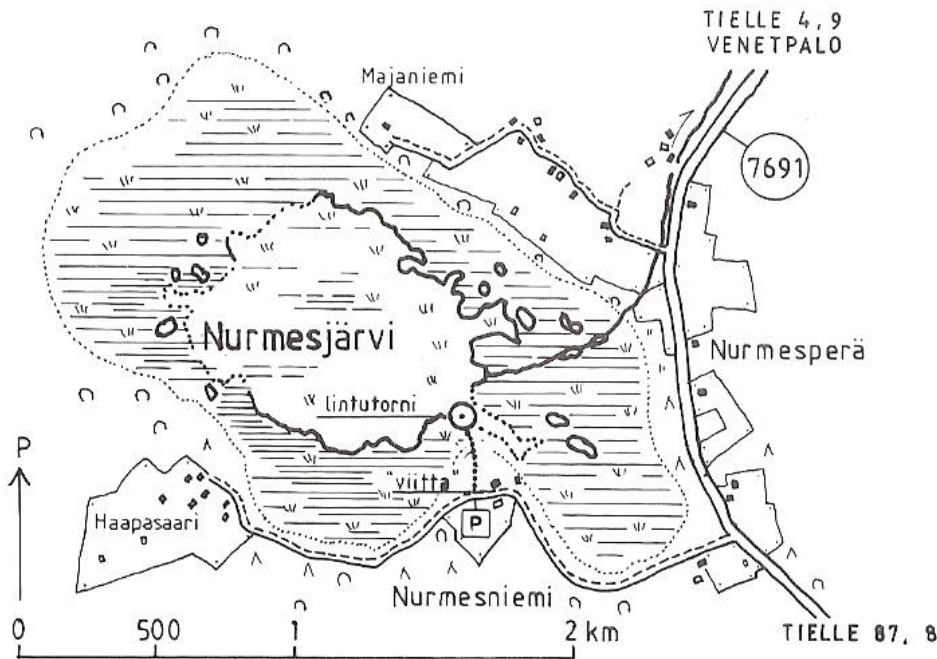 TIELLE 4,9
VENETPALO
Majaniemi
7691
Nurmesjärvi
Nurmesperä
lintutorni
P
"viitta"
Haapasaari
P
Nurmesniemi
0 500 1 2 km
TIELLE 87, 8